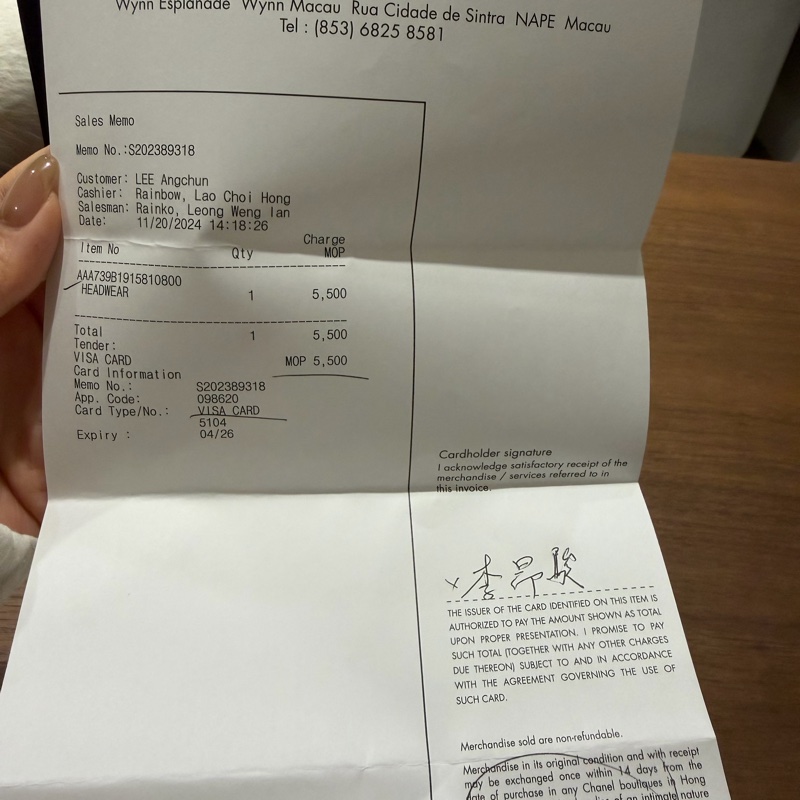 Wynn Esplanade Wynn Macau Rua Cidade de Sintra NAPE Macau
Tel : (853) 6825 8581
Sales Memo
Memo No.:S202389318
Customer: LEE Angchun
Cashier: Rainbow, Lao Choi Hong
Salesman: Rainko, Leong Weng Ian
Date: 11/20/2024 14:18:26
Charge
Item No Qty MOP
AAA739B1915810800
HEADWEAR 1 5,500
Total 1 5,500
Tender:
VISA CARD MOP 5,500
Card Information
Memo No.: S202389318
App. Code: 098620
Card Type/No.: VISA CARD
5104
Expiry : 04/26
Cardholder signature
I acknowledge satisfactory receipt of the
merchandise / services referred to in
this invoice.
x 李昂駿
THE ISSUER OF THE CARD IDENTIFIED ON THIS ITEM IS
AUTHORIZED TO PAY THE AMOUNT SHOWN AS TOTAL
UPON PROPER PRESENTATION. I PROMISE TO PAY
SUCH TOTAL (TOGETHER WITH ANY OTHER CHARGES
DUE THEREON) SUBJECT TO AND IN ACCORDANCE
WITH THE AGREEMENT GOVERNING THE USE OF
SUCH CARD.
Merchandise sold are non-refundable.
Merchandise in its original condition and with receipt
may be exchanged once within 14 days from the
date of purchase in any Chanel boutiques in Hong
of an intimate nature